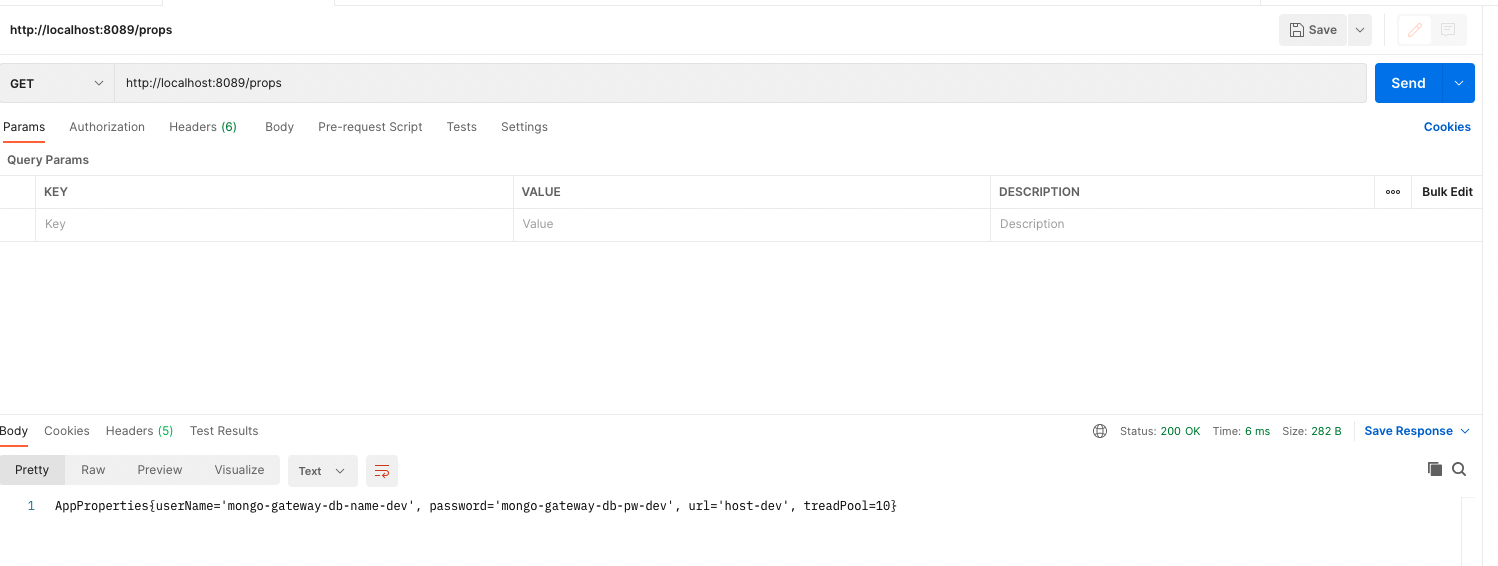 http://localhost:8089/props Save
GET http://localhost:8089/props Send
Params Authorization Headers (6) Body Pre-request Script Tests Settings Cookies
Query Params
KEY VALUE DESCRIPTION Bulk Edit
Key Value Description
Body Cookies Headers (5) Test Results Status: 200 OK Time: 6 ms Size: 282 B Save Response
Pretty Raw Preview Visualize Text
1 AppProperties{userName='mongo-gateway-db-name-dev', password='mongo-gateway-db-pw-dev', url='host-dev', treadPool=10}